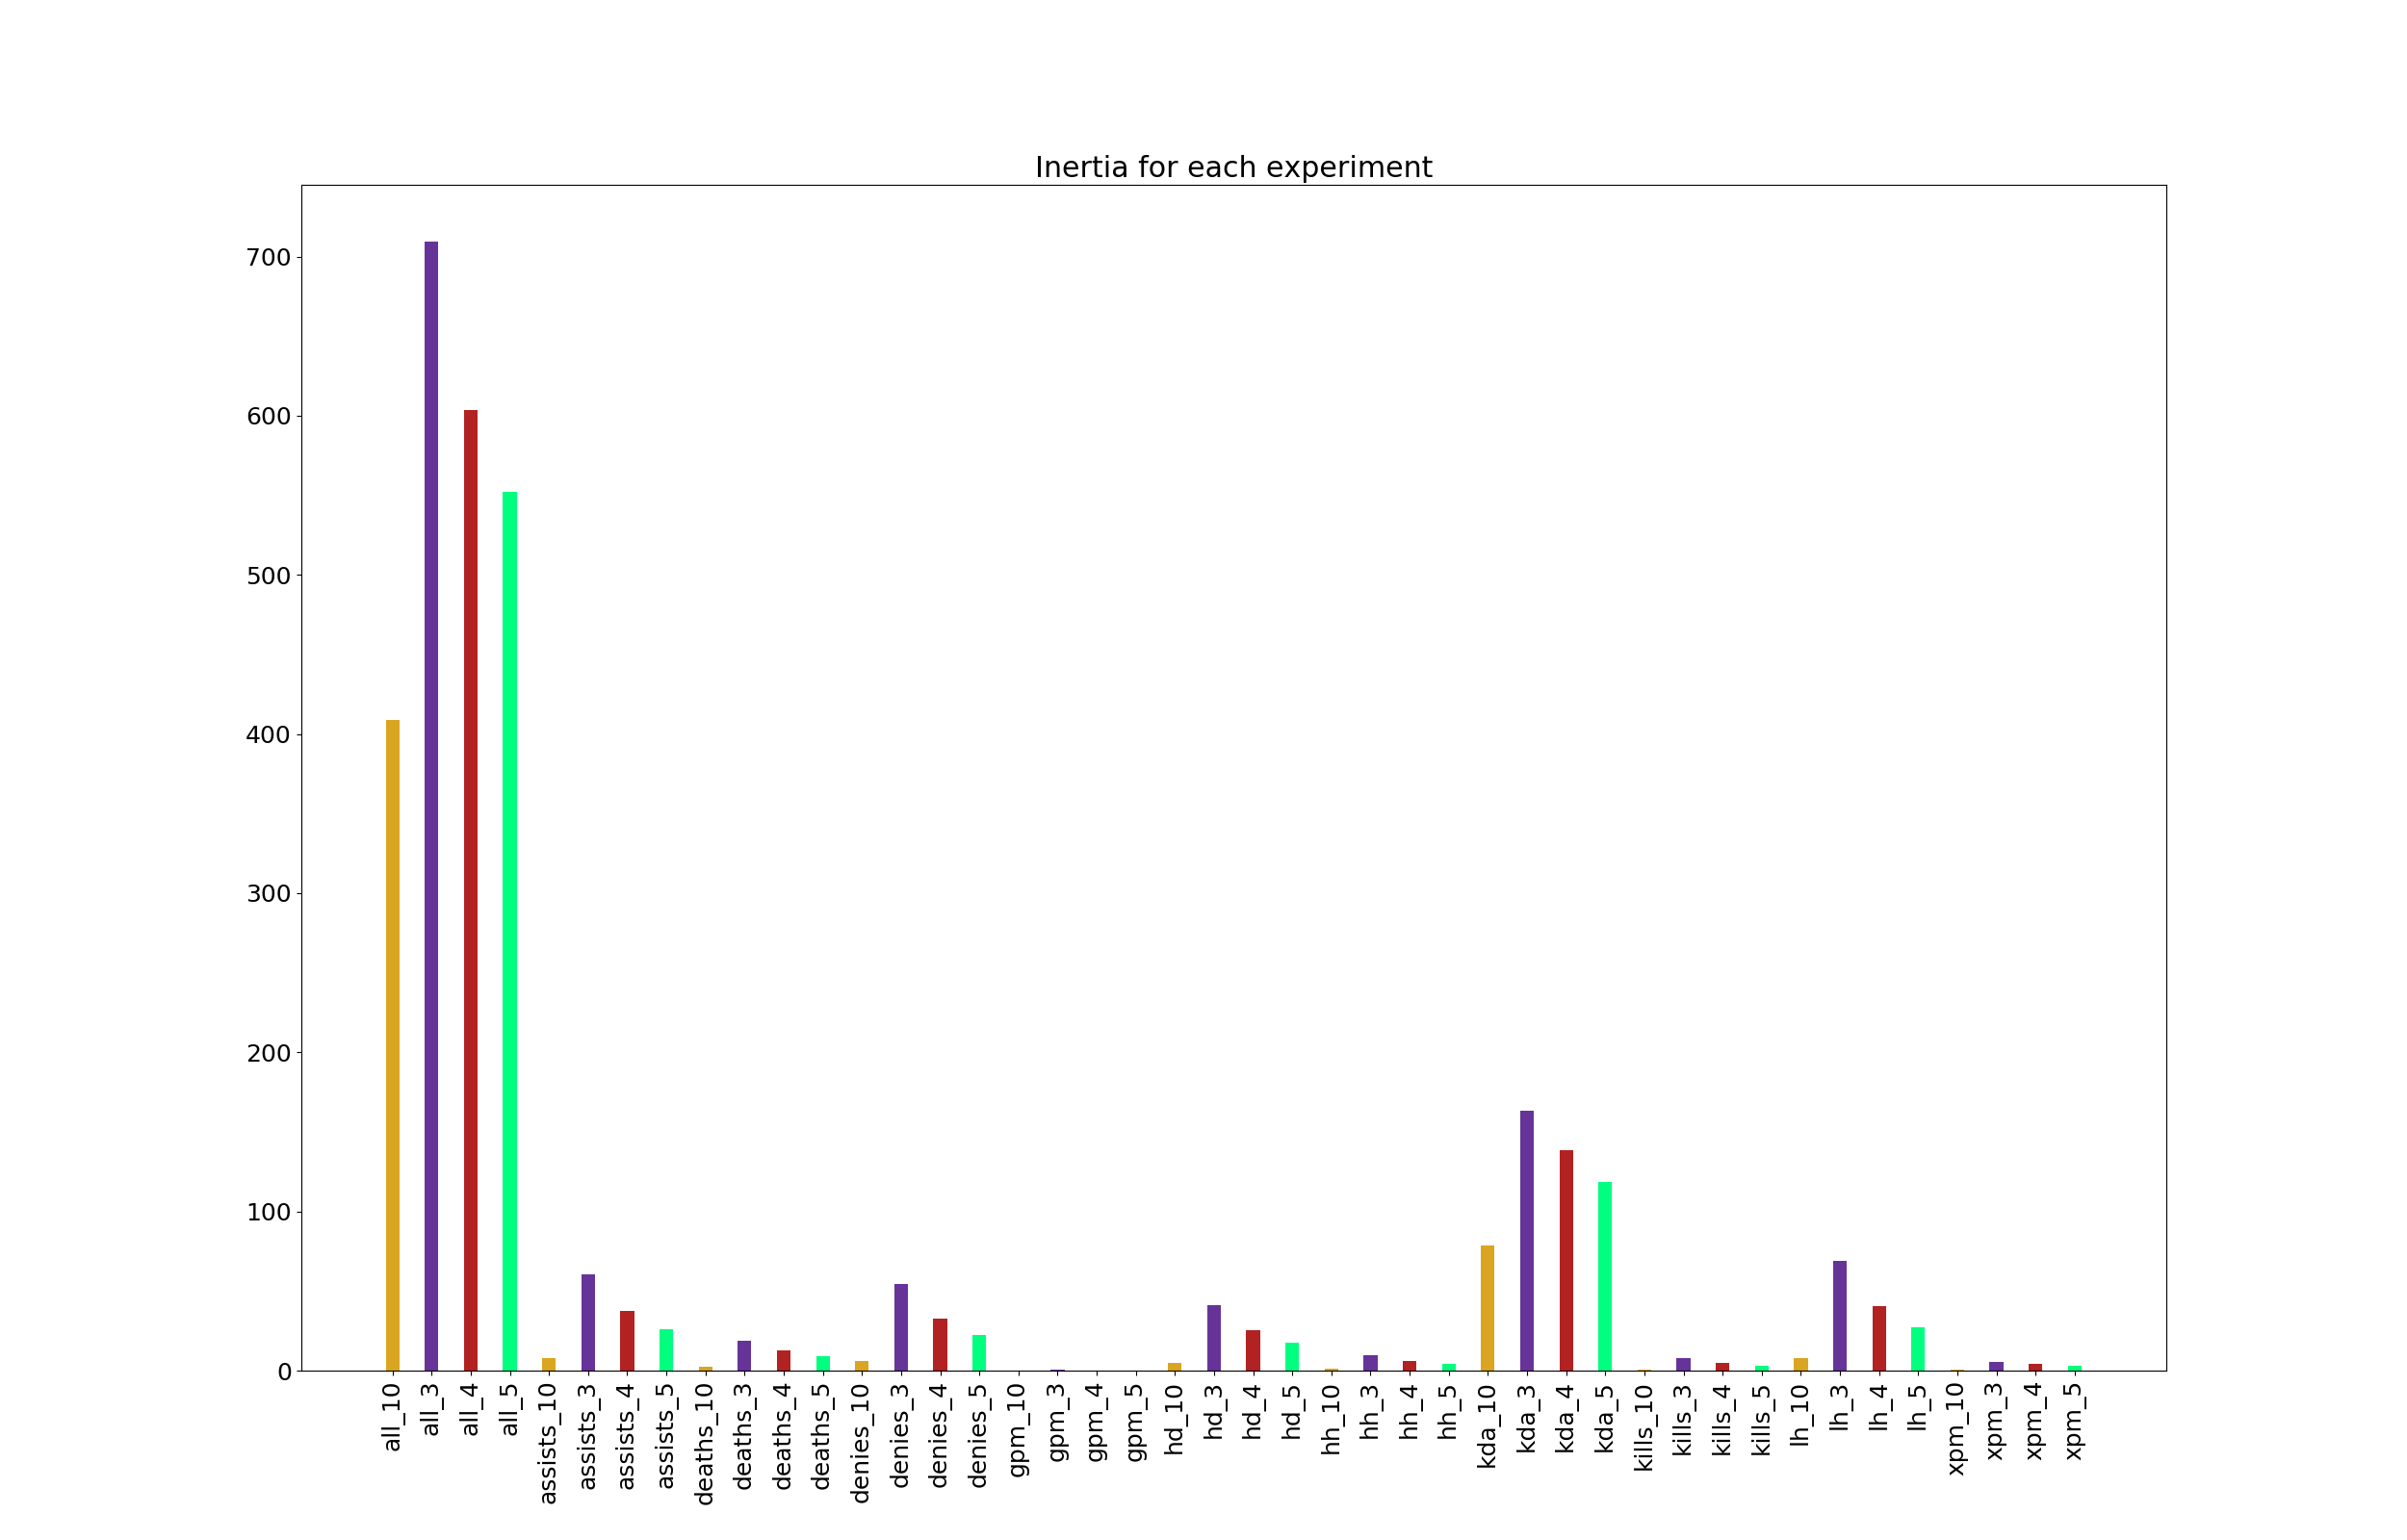 Inertia for each experiment
700
600
500
400
300
200
100
0
all_10
all_3
all_4
all_5
assists_10
assists_3
assists_4
assists_5
deaths_10
deaths_3
deaths_4
deaths_5
denies_10
denies_3
denies_4
denies_5
gpm_10
gpm_3
gpm_4
gpm_5
hd_10
hd_3
hd_4
hd_5
hh_10
hh_3
hh_4
hh_5
kda_10
kda_3
kda_4
kda_5
kills_10
kills_3
kills_4
kills_5
lh_10
lh_3
lh_4
lh_5
xpm_10
xpm_3
xpm_4
xpm_5